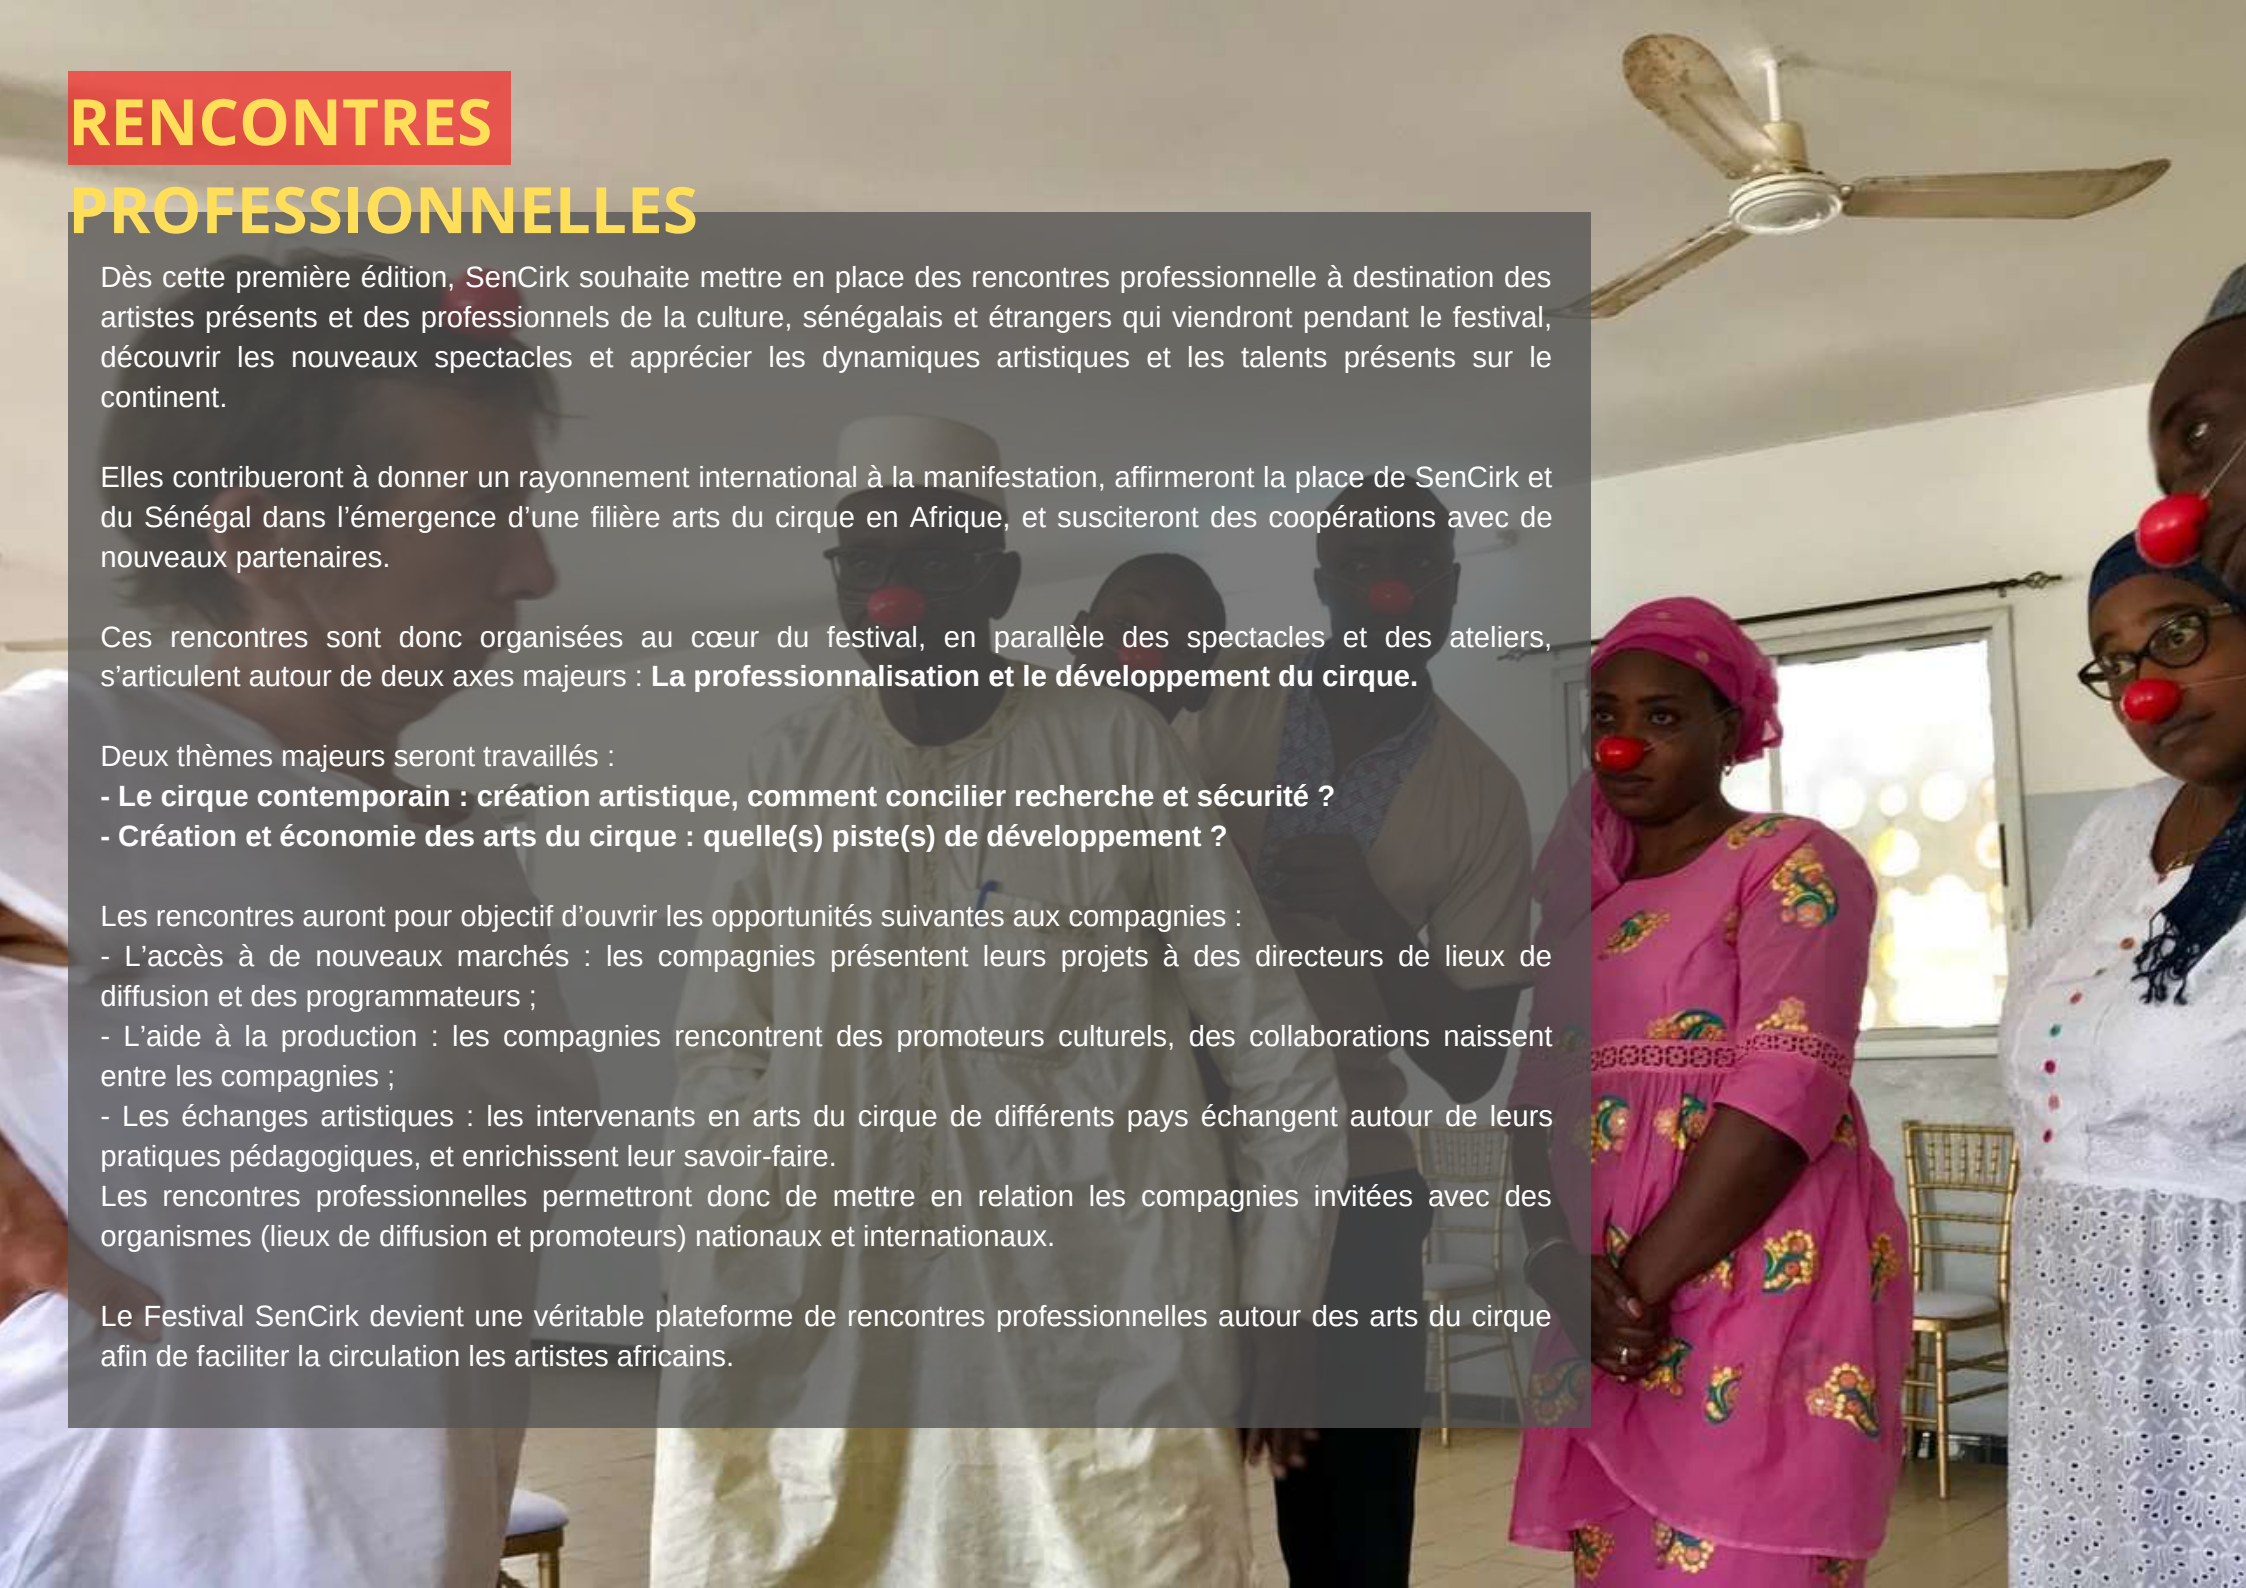 RENCONTRES
PROFESSIONNELLES
Dès cette première édition, SenCirk souhaite mettre en place des rencontres professionnelle à destination des
artistes présents et des professionnels de la culture, sénégalais et étrangers qui viendront pendant le festival,
découvrir les nouveaux spectacles et apprécier les dynamiques artistiques et les talents présents sur le
continent.
Elles contribueront à donner un rayonnement international à la manifestation, affirmeront la place de SenCirk et
du Sénégal dans l’émergence d’une filière arts du cirque en Afrique, et susciteront des coopérations avec de
nouveaux partenaires.
Ces rencontres sont donc organisées au cœur du festival, en parallèle des spectacles et des ateliers,
s’articulent autour de deux axes majeurs : La professionnalisation et le développement du cirque.
Deux thèmes majeurs seront travaillés :
- Le cirque contemporain : création artistique, comment concilier recherche et sécurité ?
- Création et économie des arts du cirque : quelle(s) piste(s) de développement ?
Les rencontres auront pour objectif d’ouvrir les opportunités suivantes aux compagnies :
- L’accès à de nouveaux marchés : les compagnies présentent leurs projets à des directeurs de lieux de
diffusion et des programmateurs ;
- L’aide à la production : les compagnies rencontrent des promoteurs culturels, des collaborations naissent
entre les compagnies ;
- Les échanges artistiques : les intervenants en arts du cirque de différents pays échangent autour de leurs
pratiques pédagogiques, et enrichissent leur savoir-faire.
Les rencontres professionnelles permettront donc de mettre en relation les compagnies invitées avec des
organismes (lieux de diffusion et promoteurs) nationaux et internationaux.
Le Festival SenCirk devient une véritable plateforme de rencontres professionnelles autour des arts du cirque
afin de faciliter la circulation les artistes africains.